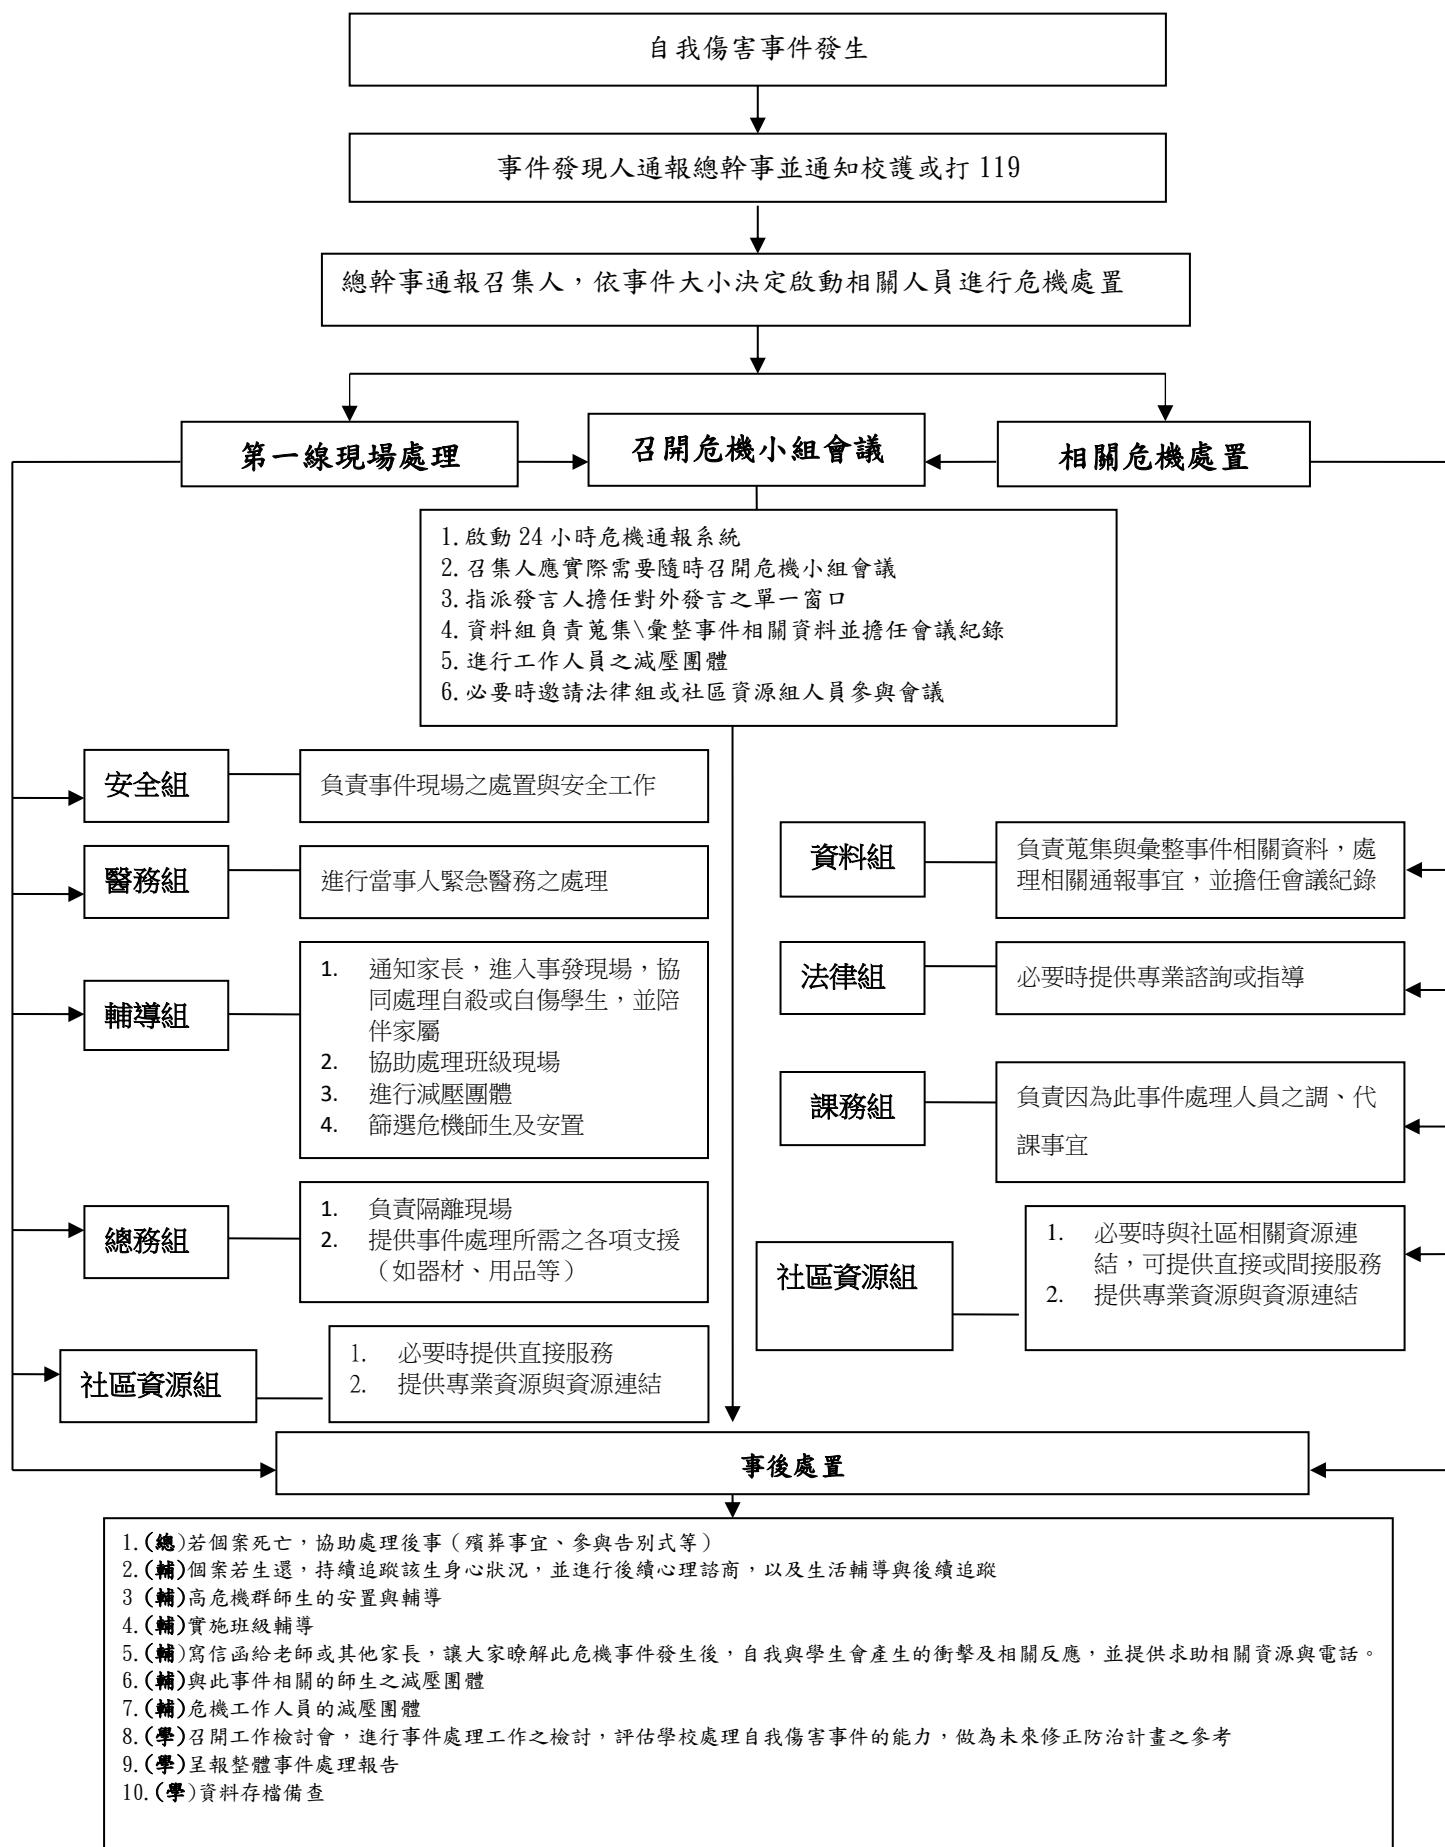 自我傷害事件發生
事件發現人通報總幹事並通知校護或打 119
總幹事通報召集人，依事件大小決定啟動相關人員進行危機處置
第一線現場處理
召開危機小組會議
相關危機處置
1.啟動 24 小時危機通報系統
2.召集人應實際需要隨時召開危機小組會議
3.指派發言人擔任對外發言之單一窗口
4.資料組負責蒐集\彙整事件相關資料並擔任會議紀錄
5.進行工作人員之減壓團體
6.必要時邀請法律組或社區資源組人員參與會議
安全組
負責事件現場之處置與安全工作
醫務組
進行當事人緊急醫務之處理
輔導組
1. 通知家長，進入事發現場，協
同處理自殺或自傷學生，並陪
伴家屬
2. 協助處理班級現場
3. 進行減壓團體
4. 篩選危機師生及安置
總務組
1. 負責隔離現場
2. 提供事件處理所需之各項支援
（如器材、用品等）
社區資源組
1. 必要時提供直接服務
2. 提供專業資源與資源連結
資料組
負責蒐集與彙整事件相關資料，處
理相關通報事宜，並擔任會議紀錄
法律組
必要時提供專業諮詢或指導
課務組
負責因為此事件處理人員之調、代
課事宜
社區資源組
1. 必要時與社區相關資源連
結，可提供直接或間接服務
2. 提供專業資源與資源連結
事後處置
1.(總)若個案死亡，協助處理後事（殯葬事宜、參與告別式等）
2.(輔)個案若生還，持續追蹤該生身心狀況，並進行後續心理諮商，以及生活輔導與後續追蹤
3 (輔)高危機群師生的安置與輔導
4.(輔)實施班級輔導
5.(輔)寫信函給老師或其他家長，讓大家瞭解此危機事件發生後，自我與學生會產生的衝擊及相關反應，並提供求助相關資源與電話。
6.(輔)與此事件相關的師生之減壓團體
7.(輔)危機工作人員的減壓團體
8.(學)召開工作檢討會，進行事件處理工作之檢討，評估學校處理自我傷害事件的能力，做為未來修正防治計畫之參考
9.(學)呈報整體事件處理報告
10.(學)資料存檔備查